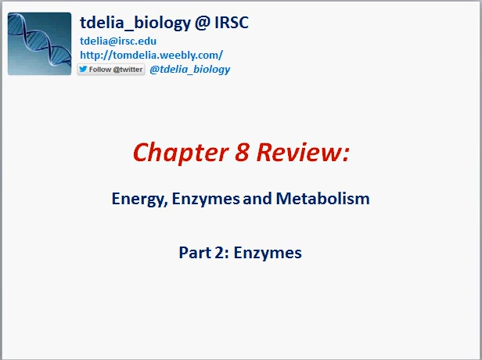 tdelia_biology @ IRSC
tdelia@irsc.edu
http://tomdelia.weebly.com/
Follow @twitter @tdelia_biology
Chapter 8 Review:
Energy, Enzymes and Metabolism
Part 2: Enzymes